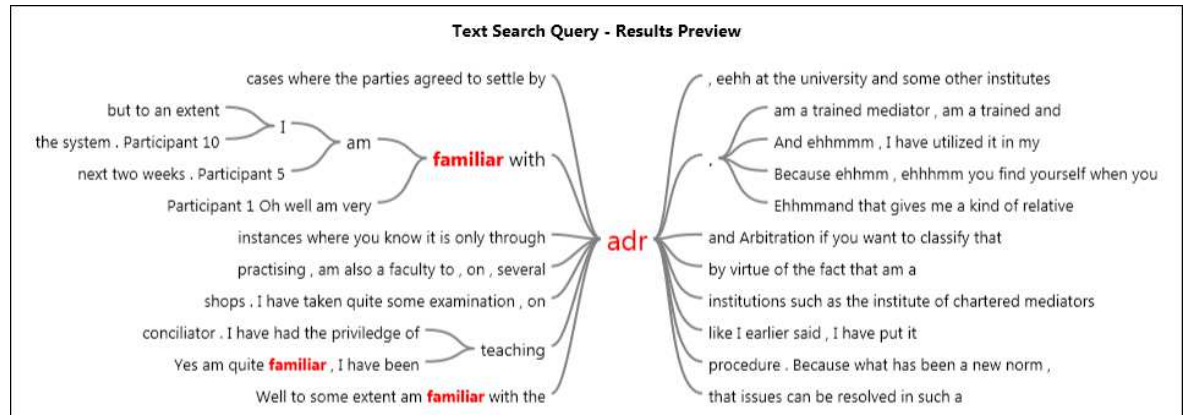 Text Search Query - Results Preview
cases where the parties agreed to settle by
but to an extent
the system . Participant 10
I
next two weeks . Participant 5
am
Participant 1 Oh well am very
familiar with
instances where you know it is only through
practising , am also a faculty to , on , several
shops . I have taken quite some examination , on
conciliator . I have had the priviledge of
Yes am quite familiar , I have been
teaching
Well to some extent am familiar with the
adr
, eehh at the university and some other institutes
,
am a trained mediator , am a trained and
And ehhmmm , I have utilized it in my
Because ehhmm , ehhhmm you find yourself when you
Ehhmmand that gives me a kind of relative
and Arbitration if you want to classify that
by virtue of the fact that am a
institutions such as the institute of chartered mediators
like I earlier said , I have put it
procedure . Because what has been a new norm ,
that issues can be resolved in such a